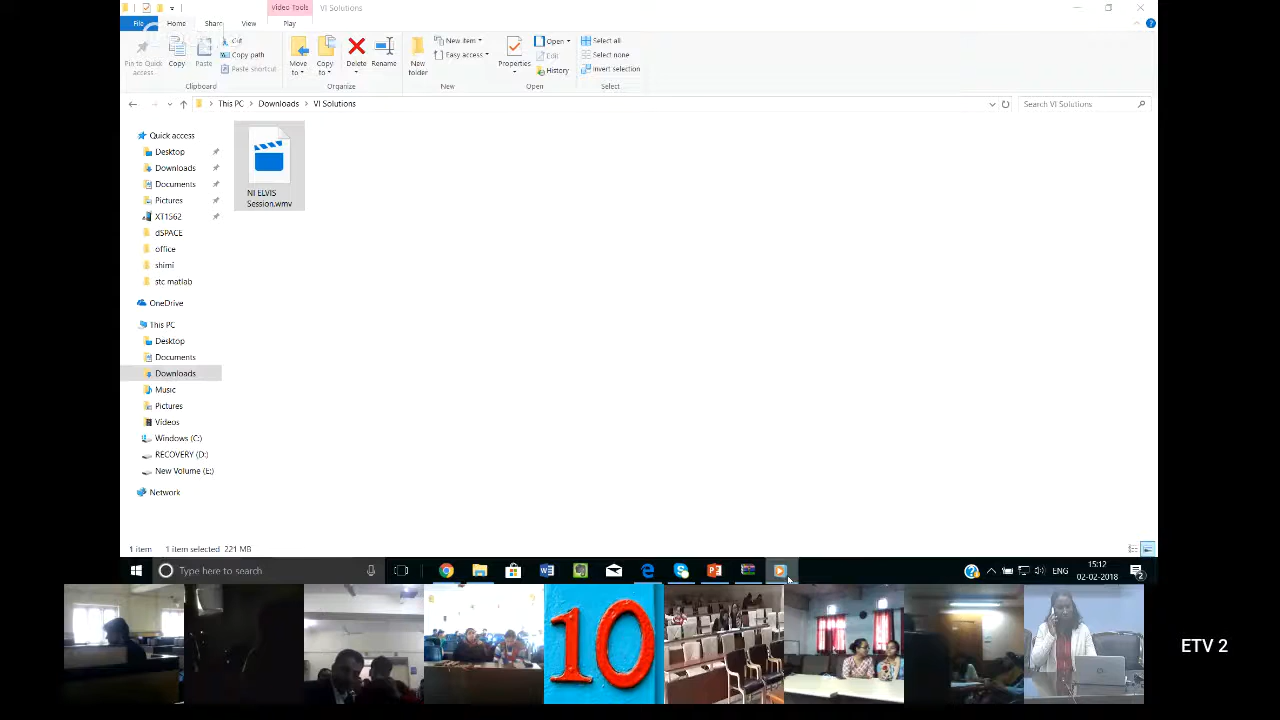 Video Tools VI Solutions
File Home Share View Play
Pin to Quick access
Copy
Paste
Cut
Copy path
Paste shortcut
Clipboard
Move to
Copy to
Delete
Rename
Organize
New folder
New item
Easy access
New
Properties
Open
Edit
History
Open
Select all
Select none
Invert selection
Select
This PC > Downloads > VI Solutions
Search VI Solutions
Quick access
Desktop
Downloads
Documents
Pictures
XT1562
dSPACE
office
shimi
stc matlab
OneDrive
This PC
Desktop
Documents
Downloads
Music
Pictures
Videos
Windows (C:)
RECOVERY (D:)
New Volume (E:)
Network
NI ELVIS
Session.wmv
1 item 1 item selected 221 MB
Type here to search
ENG
15:12
02-02-2018
2
10
ETV 2